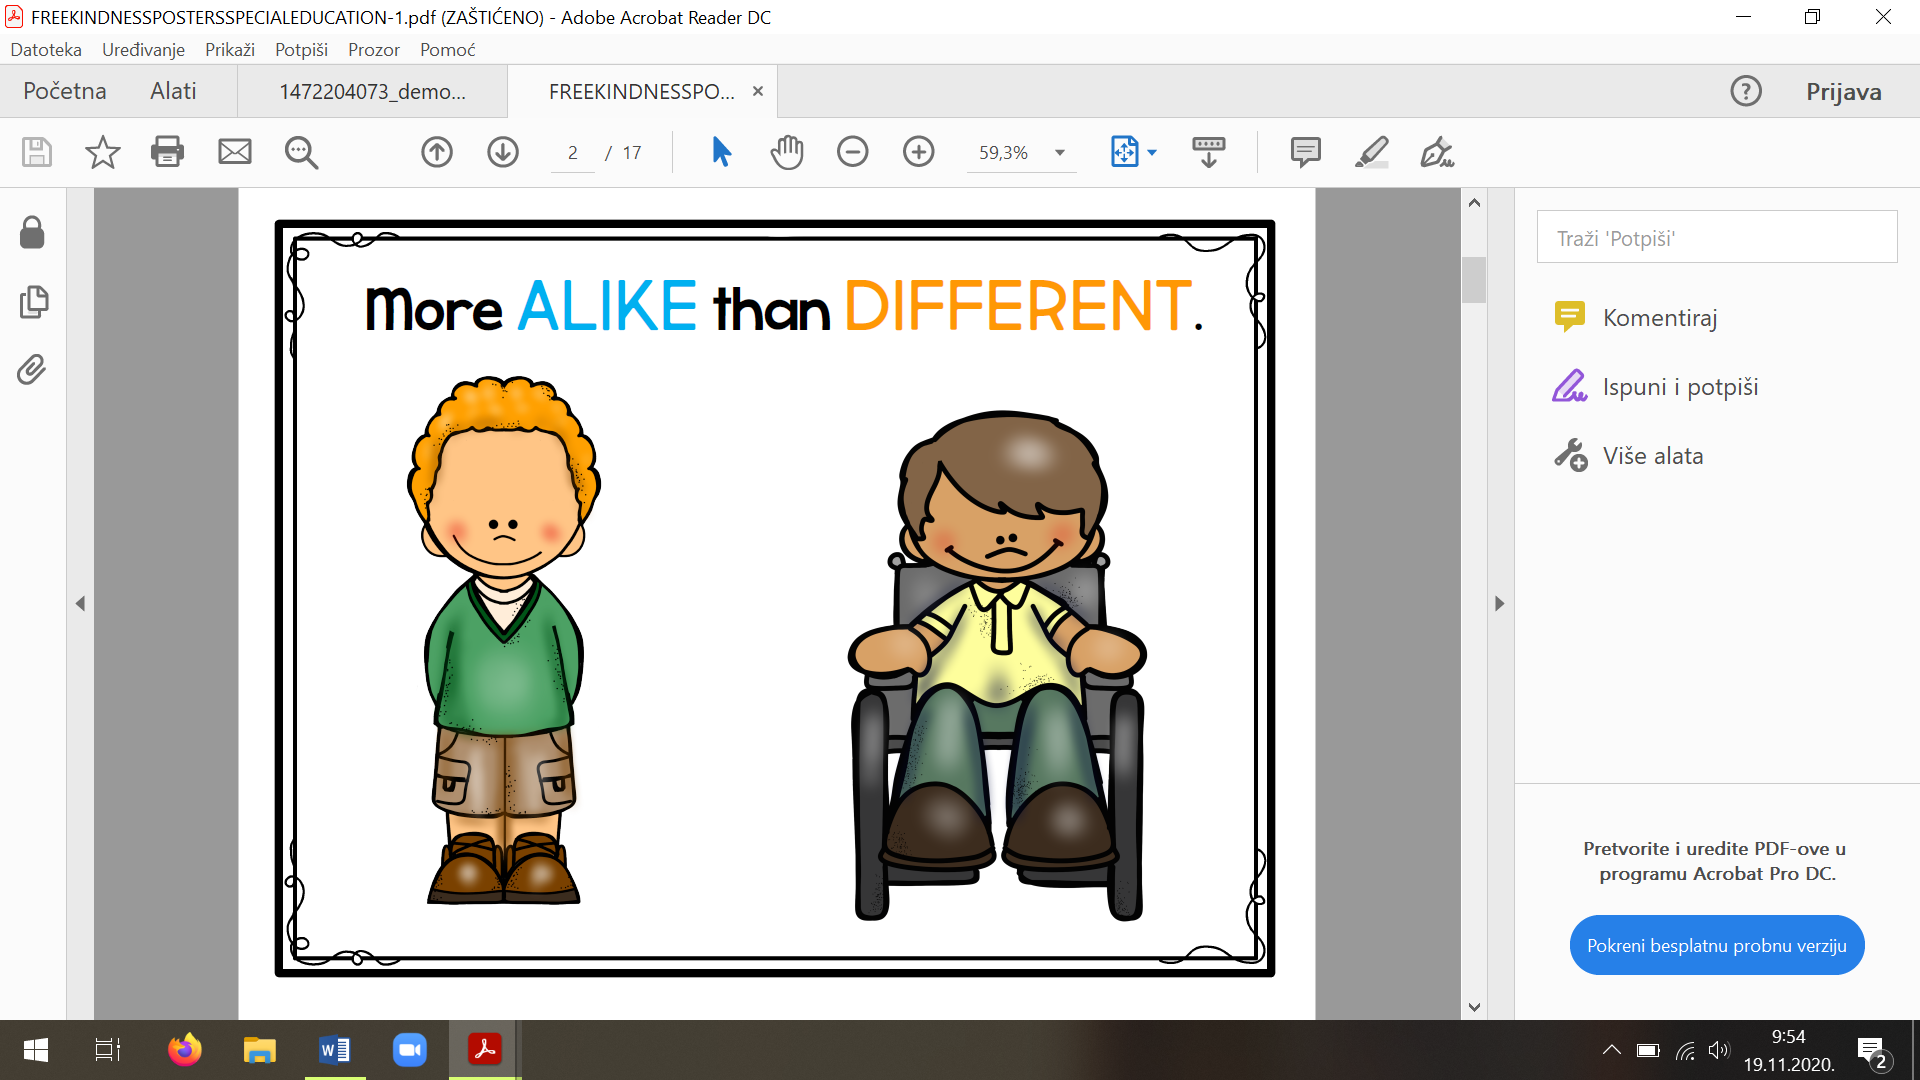 FREEKINDNESSPOSTERSSPECIALEDUCATION-1.pdf (ZAŠTIĆENO) - Adobe Acrobat Reader DC
Datoteka Uređivanje Prikaži Potpiši Prozor Pomoć
Početna Alati 1472204073_demo... FREEKINDNESSPO... × ? Prijava
2 / 17 59,3%
Traži 'Potpiši'
Komentiraj
Ispuni i potpiši
Više alata
More ALIKE than DIFFERENT.
Pretvorite i uredite PDF-ove u
programu Acrobat Pro DC.
Pokreni besplatnu probnu verziju
9:54
19.11.2020.
2